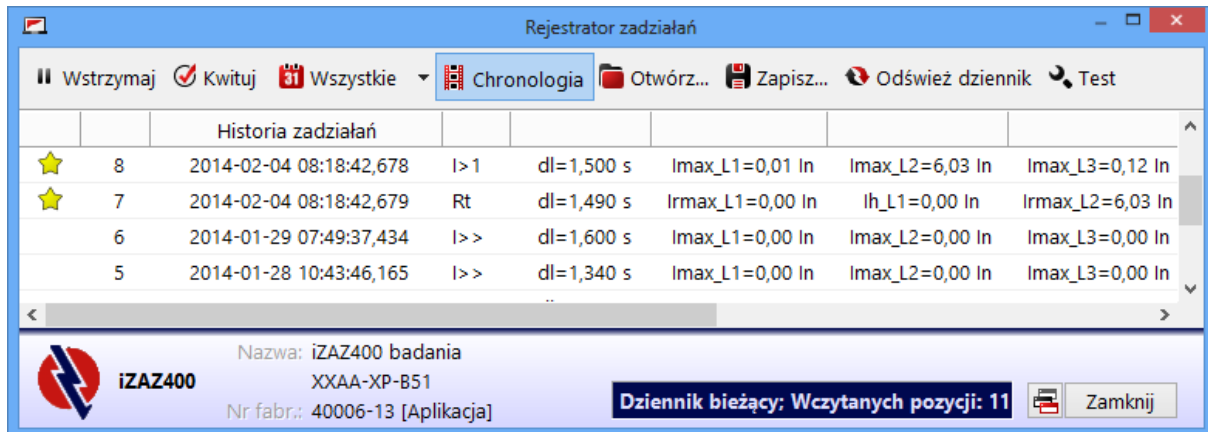 Rejestrator zadziałań
Wstrzymaj Kwituj 31 Wszystkie Chronologia Otwórz... Zapisz... Odśwież dziennik Test
Historia zadziałań
8 2014-02-04 08:18:42,678 I>1 dl=1,500 s Imax_L1=0,01 In Imax_L2=6,03 In Imax_L3=0,12 In
7 2014-02-04 08:18:42,679 Rt dl=1,490 s Irmax_L1=0,00 In Ih_L1=0,00 In Irmax_L2=6,03 In
6 2014-01-29 07:49:37,434 I>> dl=1,600 s Imax_L1=0,00 In Imax_L2=0,00 In Imax_L3=0,00 In
5 2014-01-28 10:43:46,165 I>> dl=1,340 s Imax_L1=0,00 In Imax_L2=0,00 In Imax_L3=0,00 In
Nazwa: iZAZ400 badania
iZAZ400 XXAA-XP-B51
Nr fabr.: 40006-13 [Aplikacja]
Dziennik bieżący; Wczytanych pozycji: 11 Zamknij